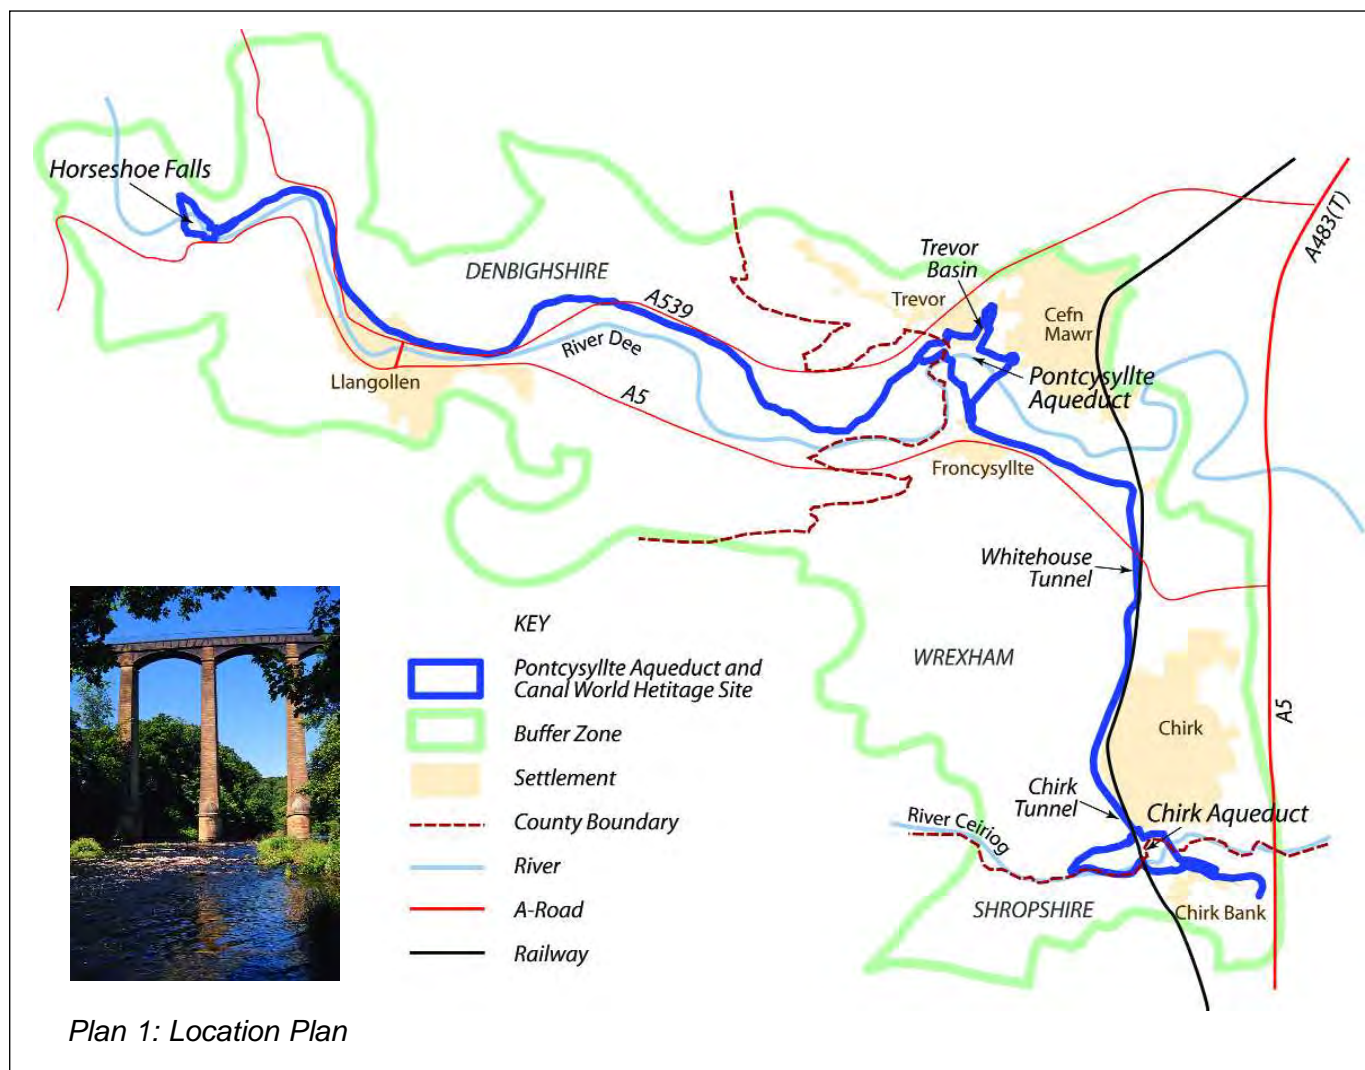 Horseshoe Falls
DENBIGHSHIRE
A539
River Dee
A5
Llangollen
Trevor
Basin
Trevor
Cefn
Mawr
Pontcysyllte
Aqueduct
Froncysyllte
A483(T)
Whitehouse
Tunnel
WREXHAM
Chirk
A5
Chirk
Tunnel
Chirk Aqueduct
River Ceiriog
SHROPSHIRE
Chirk Bank
KEY
Pontcysyllte Aqueduct and
Canal World Hetitage Site
Buffer Zone
Settlement
County Boundary
River
A-Road
Railway
Plan 1: Location Plan